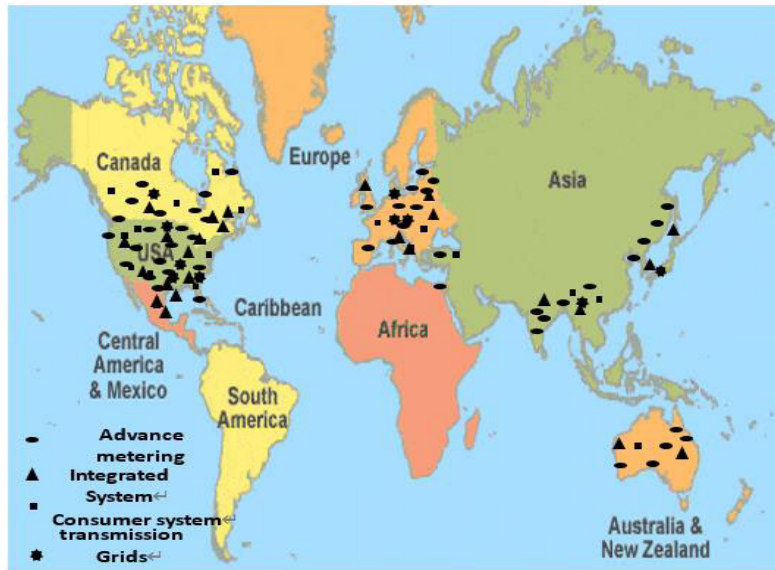 Canada
Europe
Asia
USA
Caribbean
Africa
Central
America
& Mexico
South
America
Advance
metering
Integrated
System↵
Consumer system↵
transmission
Grids↵
Australia &
New Zealand